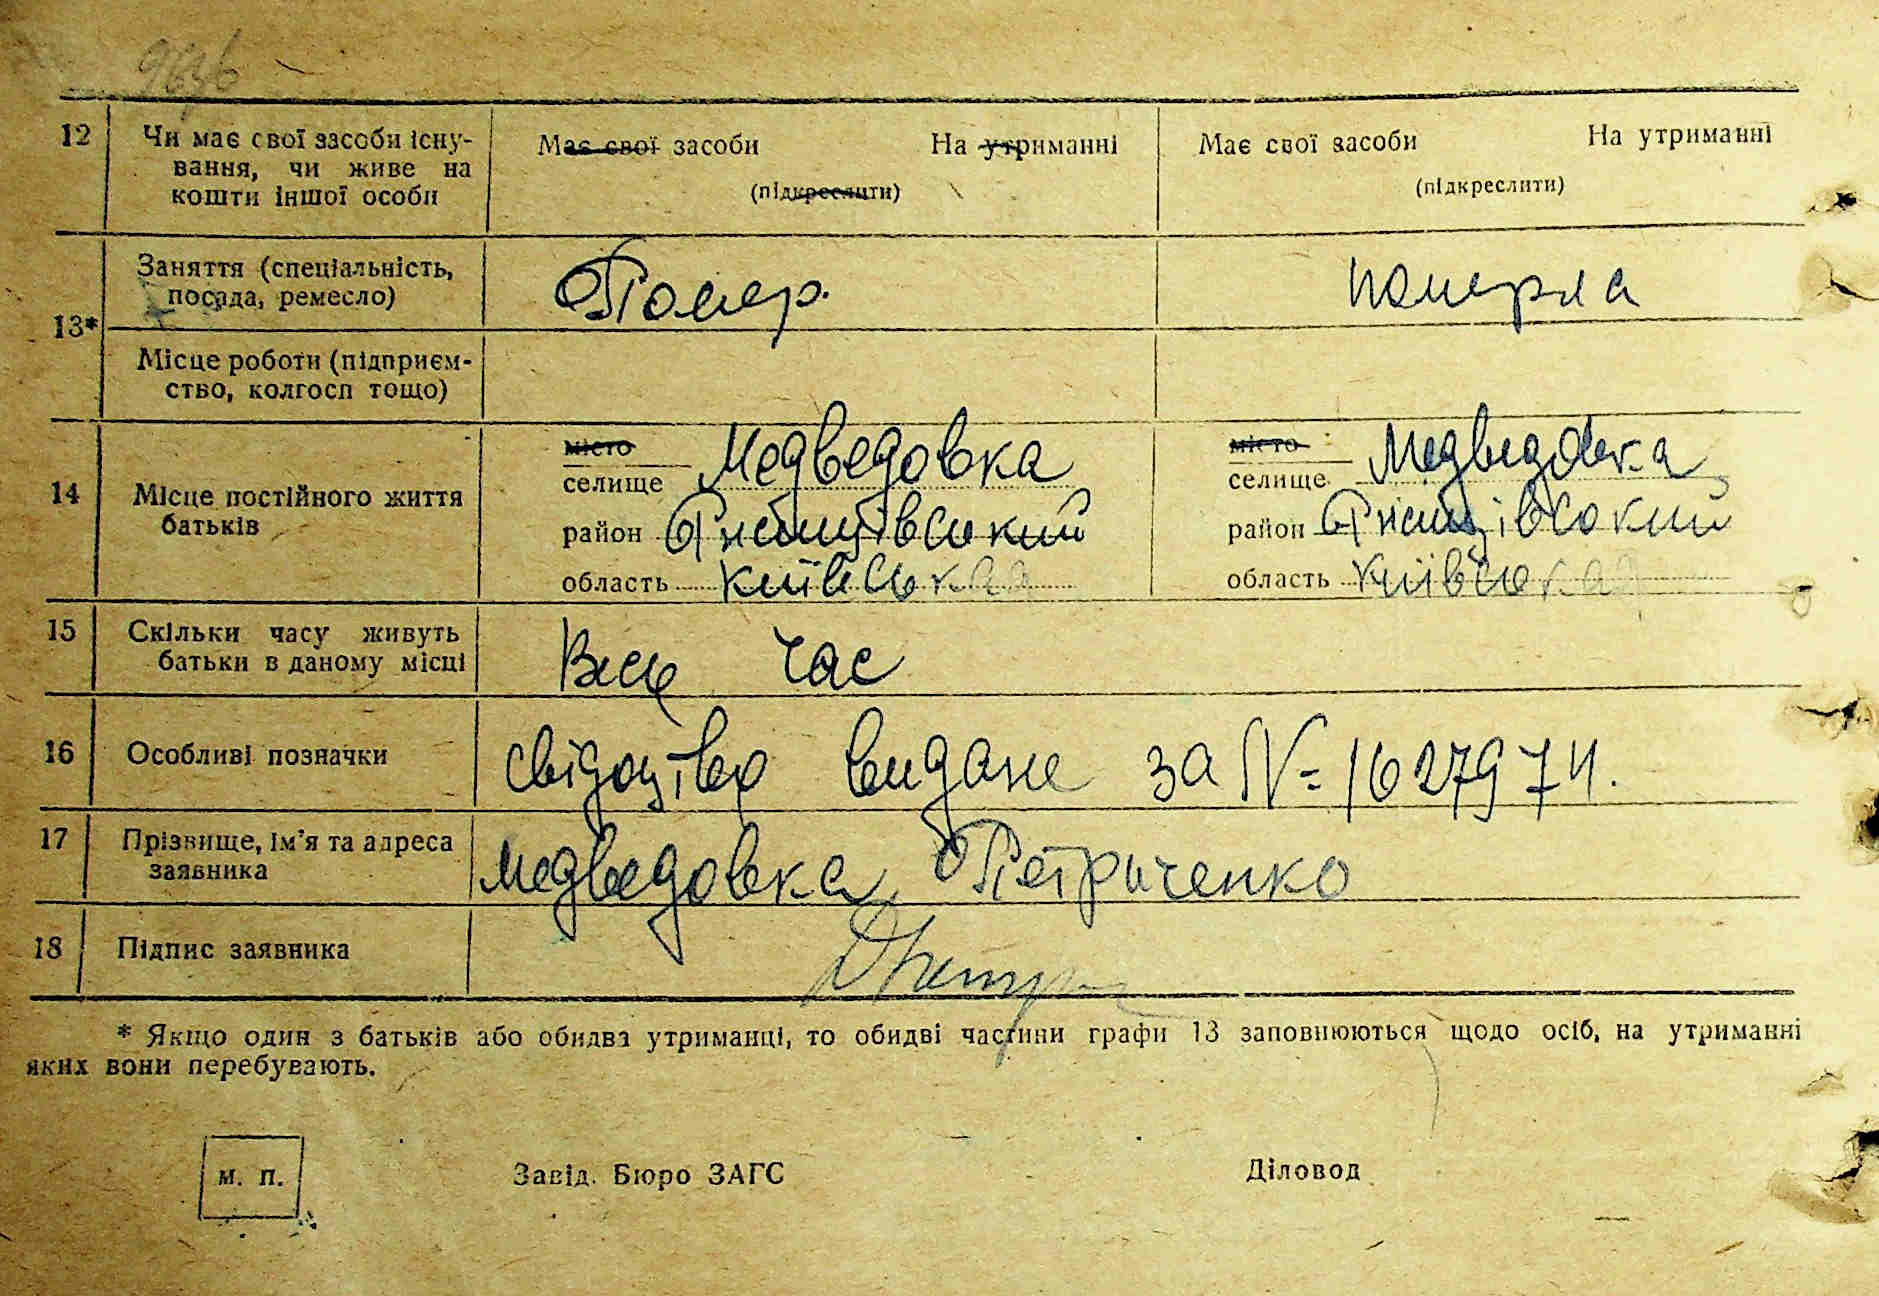 9636
12 Чи має свої засоби існу- Має свої засоби На утриманні Має свої засоби На утриманні
вання, чи живе на (підкреслити) (підкреслити)
кошти іншої особи
Заняття (спеціальність, Помер. померла
посада, ремесло)
13*
Місце роботи (підприєм-
ство, колгосп тощо)
місто Медведовка місто Медведовка
14 Місце постійного життя селище селище
батьків район район
область київська область київська
15 Скільки часу живуть Весь час
батьки в даному місці
16 Особливі позначки свідоцтво видане за №
17 Прізвище, ім'я та адреса Медведовка Петриченко
заявника
18 Підпис заявника
* Якщо один з батьків або обидва утриманці, то обидві частини графи 13 заповнюються щодо осіб, на утриманні
яких вони перебувають.
м. п. Завід. Бюро ЗАГС Діловод